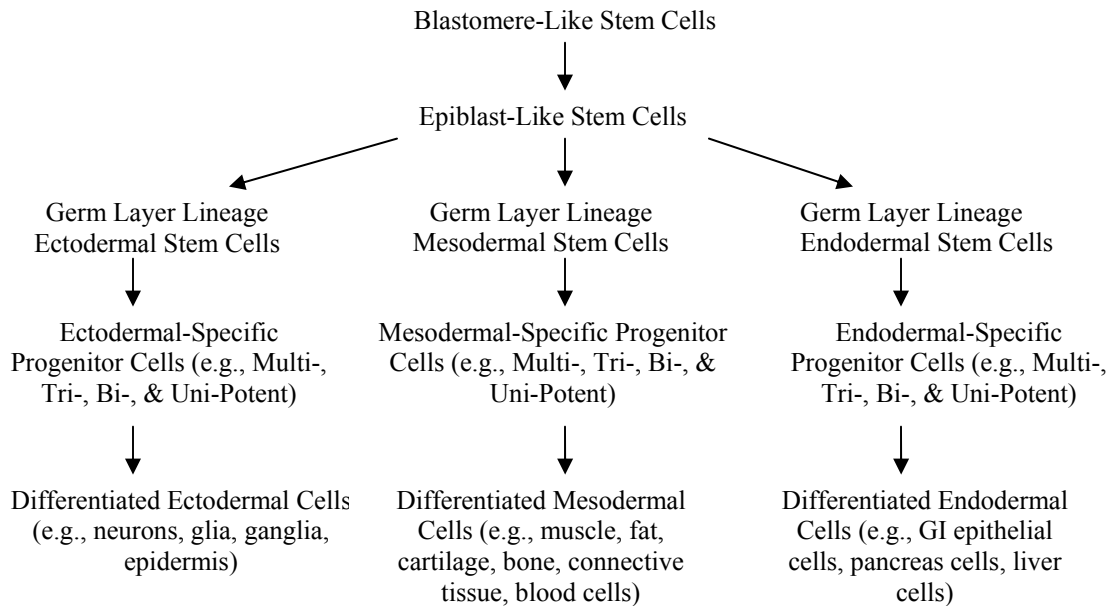 Blastomere-Like Stem Cells
Epiblast-Like Stem Cells
Germ Layer Lineage
Ectodermal Stem Cells
Germ Layer Lineage
Mesodermal Stem Cells
Germ Layer Lineage
Endodermal Stem Cells
Ectodermal-Specific
Progenitor Cells (e.g., Multi-,
Tri-, Bi-, & Uni-Potent)
Mesodermal-Specific Progenitor
Cells (e.g., Multi-, Tri-, Bi-, &
Uni-Potent)
Endodermal-Specific
Progenitor Cells (e.g., Multi-,
Tri-, Bi-, & Uni-Potent)
Differentiated Ectodermal Cells
(e.g., neurons, glia, ganglia,
epidermis)
Differentiated Mesodermal
Cells (e.g., muscle, fat,
cartilage, bone, connective
tissue, blood cells)
Differentiated Endodermal
Cells (e.g., GI epithelial
cells, pancreas cells, liver
cells)